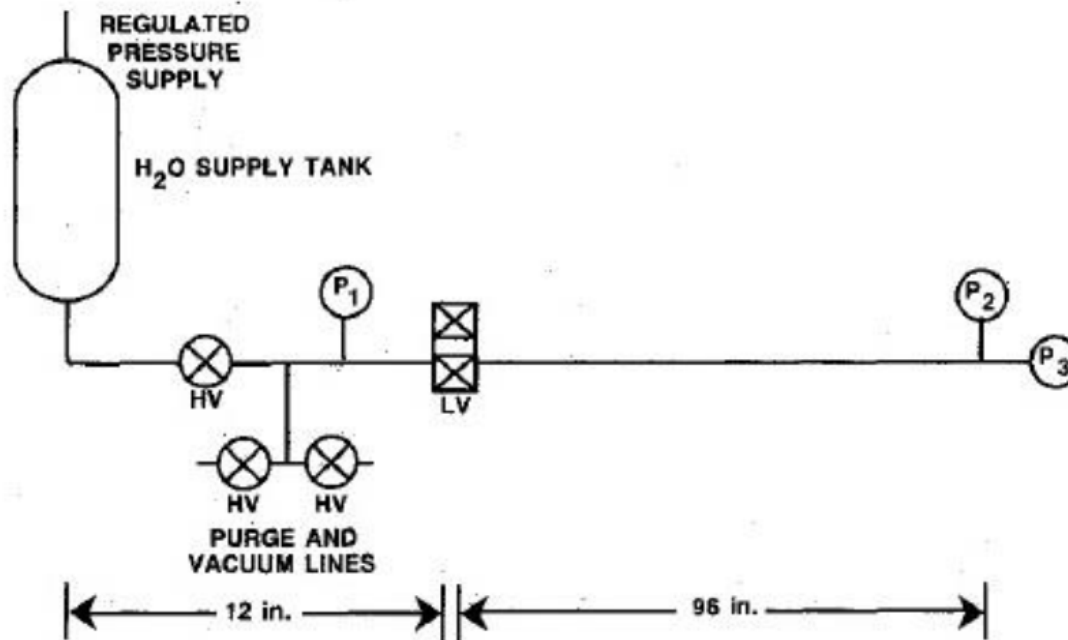 REGULATED
PRESSURE
SUPPLY
H₂O SUPPLY TANK
P₁
P₂
P₃
HV
LV
HV HV
PURGE AND
VACUUM LINES
12 in.
96 in.